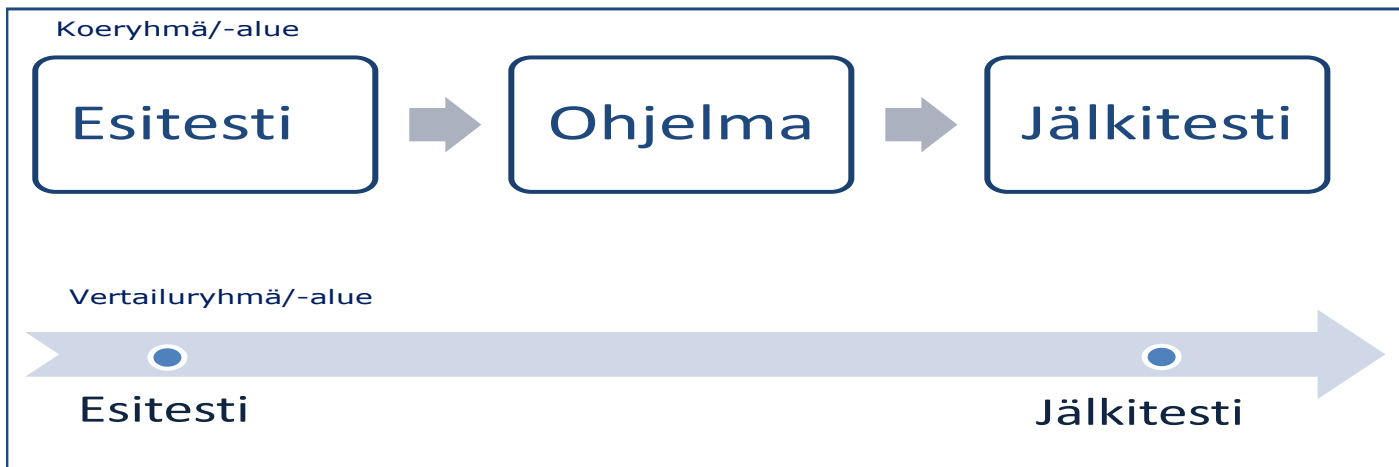 Koeryhmä/-alue
Esitesti
Ohjelma
Jälkitesti
Vertailuryhmä/-alue
Esitesti
Jälkitesti